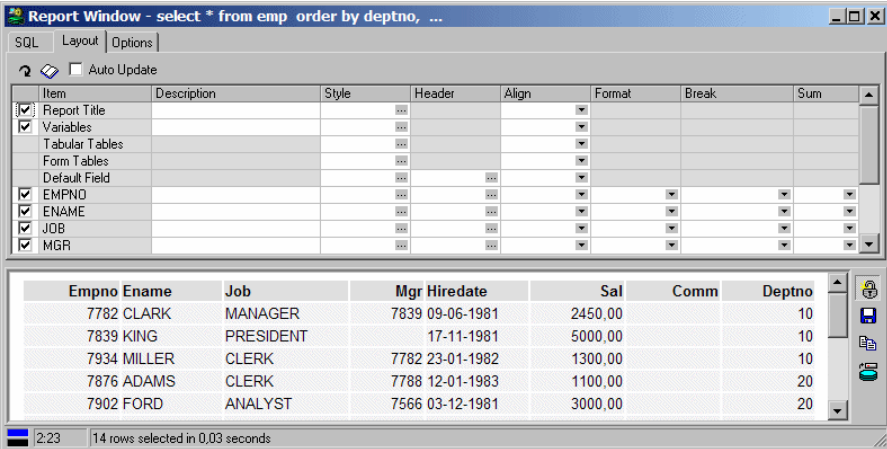 Report Window - select * from emp order by deptno, ...
SQL Layout Options
Auto Update
Item Description Style Header Align Format Break Sum
Report Title
Variables
Tabular Tables
Form Tables
Default Field
EMPNO
ENAME
JOB
MGR
Empno Ename Job Mgr Hiredate Sal Comm Deptno
7782 CLARK MANAGER 7839 09-06-1981 2450,00 10
7839 KING PRESIDENT 17-11-1981 5000,00 10
7934 MILLER CLERK 7782 23-01-1982 1300,00 10
7876 ADAMS CLERK 7788 12-01-1983 1100,00 20
7902 FORD ANALYST 7566 03-12-1981 3000,00 20
2:23 14 rows selected in 0,03 seconds